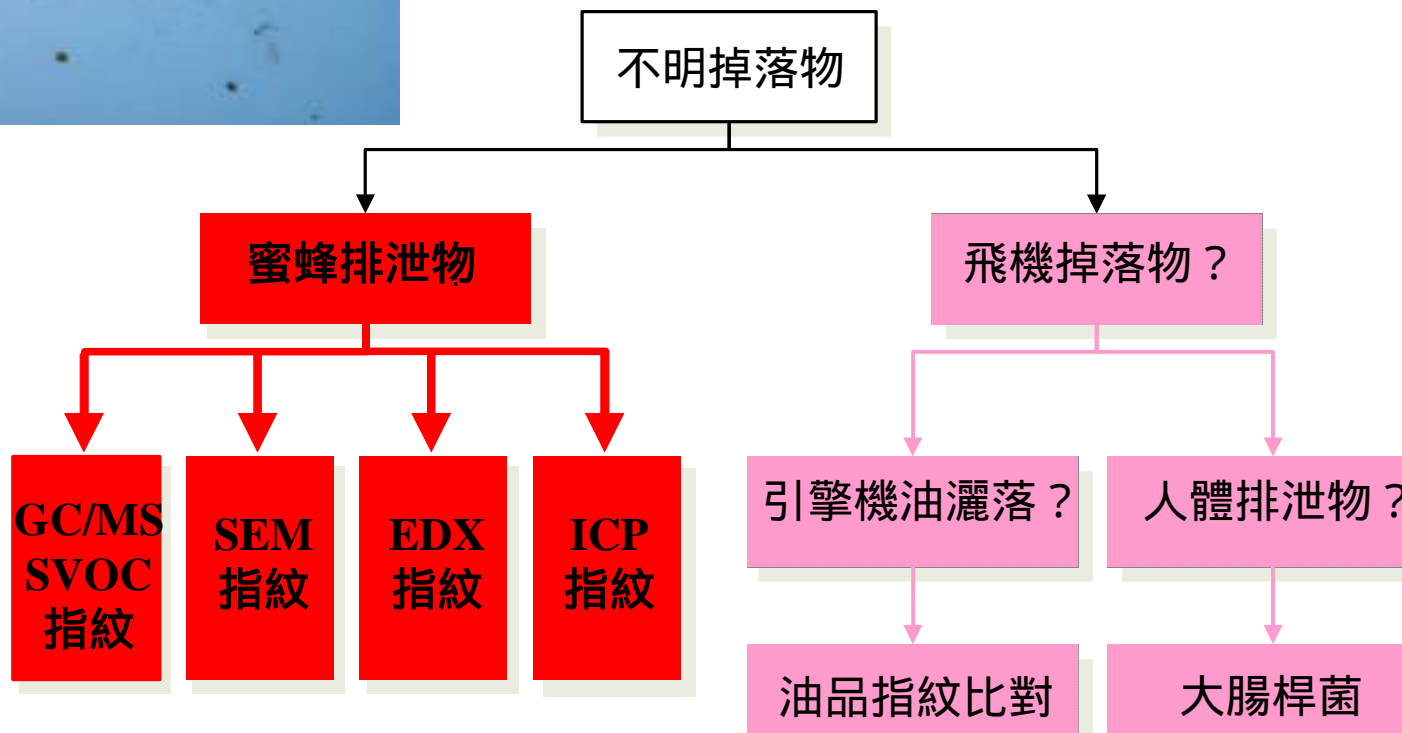 不明掉落物
蜜蜂排泄物
飛機掉落物？
GC/MS
SVOC
指紋
SEM
指紋
EDX
指紋
ICP
指紋
引擎機油灑落？
人體排泄物？
油品指紋比對
大腸桿菌